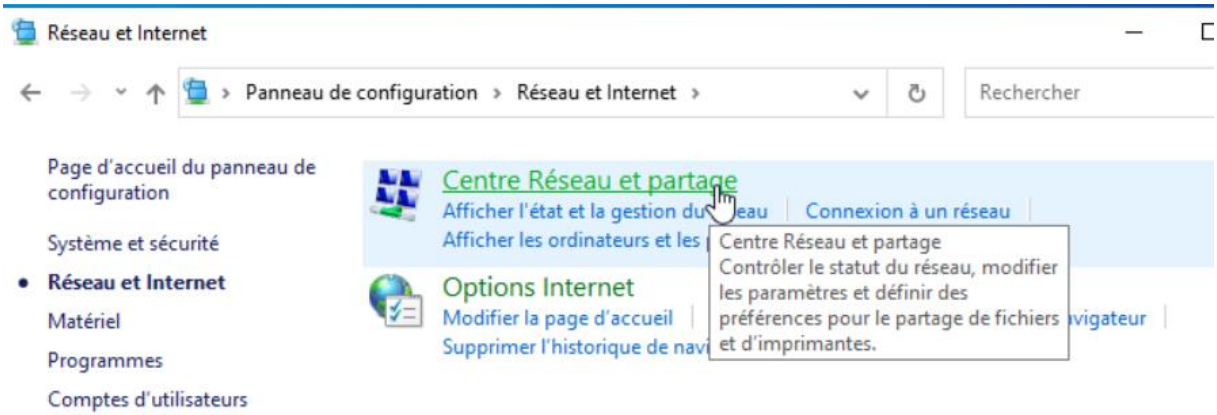 Réseau et Internet
Panneau de configuration > Réseau et Internet >
Rechercher
Page d'accueil du panneau de
configuration
Système et sécurité
Réseau et Internet
Matériel
Programmes
Comptes d'utilisateurs
Centre Réseau et partage
Afficher l'état et la gestion du Connexion à un réseau
Afficher les ordinateurs et les
Centre Réseau et partage
Contrôler le statut du réseau, modifier
les paramètres et définir des
préférences pour le partage de fichiers
et d'imprimantes.
Options Internet
Modifier la page d'accueil
Supprimer l'historique de